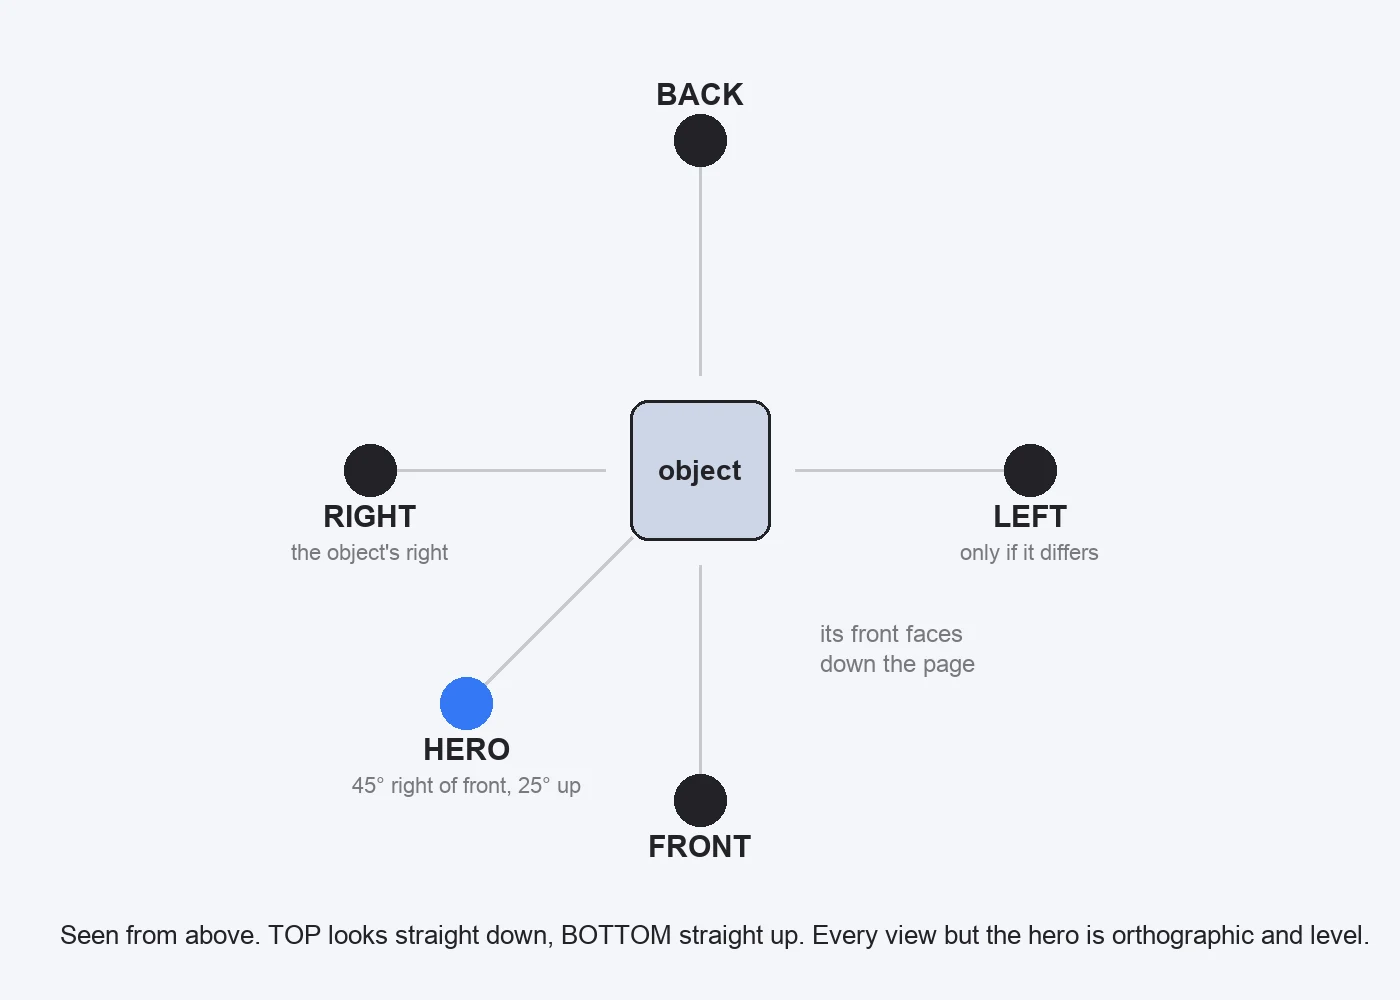 BACK
object
RIGHT
the object's right
LEFT
only if it differs
its front faces
down the page
HERO
45° right of front, 25° up
FRONT
Seen from above. TOP looks straight down, BOTTOM straight up. Every view but the hero is orthographic and level.